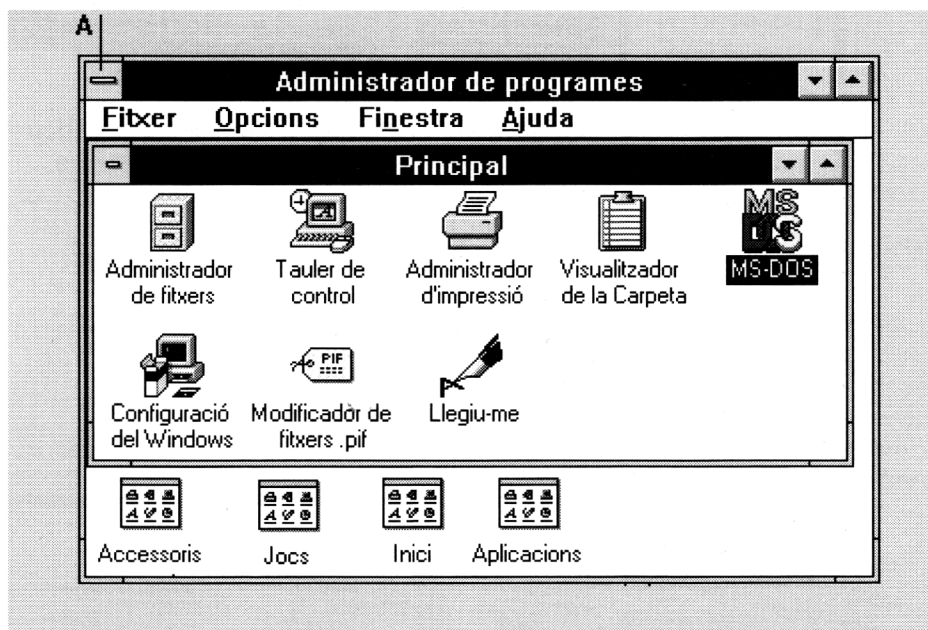 A
Administrador de programes
Fitxer Opcions Finestra Ajuda
Principal
MS
DOS
Administrador
de fitxers
Tauler de
control
Administrador
d'impressió
Visualitzador
de la Carpeta
MS-DOS
PIF
Configuració
del Windows
Modificador de
fitxers .pif
Llegiu-me
Accessoris
Jocs
Inici
Aplicacions